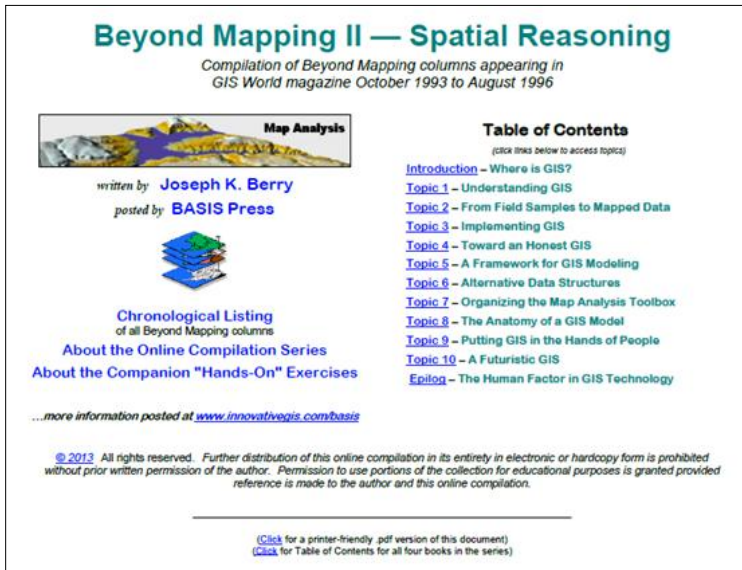 Beyond Mapping II — Spatial Reasoning
Compilation of Beyond Mapping columns appearing in
GIS World magazine October 1993 to August 1996
Map Analysis
written by Joseph K. Berry
posted by BASIS Press
Chronological Listing
of all Beyond Mapping columns
About the Online Compilation Series
About the Companion "Hands-On" Exercises
…more information posted at www.innovativegis.com/basis
Table of Contents
(click links below to access topics)
Introduction – Where is GIS?
Topic 1 – Understanding GIS
Topic 2 – From Field Samples to Mapped Data
Topic 3 – Implementing GIS
Topic 4 – Toward an Honest GIS
Topic 5 – A Framework for GIS Modeling
Topic 6 – Alternative Data Structures
Topic 7 – Organizing the Map Analysis Toolbox
Topic 8 – The Anatomy of a GIS Model
Topic 9 – Putting GIS in the Hands of People
Topic 10 – A Futuristic GIS
Epilog – The Human Factor in GIS Technology
© 2013 All rights reserved. Further distribution of this online compilation in its entirety in electronic or hardcopy form is prohibited
without prior written permission of the author. Permission to use portions of the collection for educational purposes is granted provided
reference is made to the author and this online compilation.
(Click for a printer-friendly .pdf version of this document)
(Click for Table of Contents for all four books in the series)